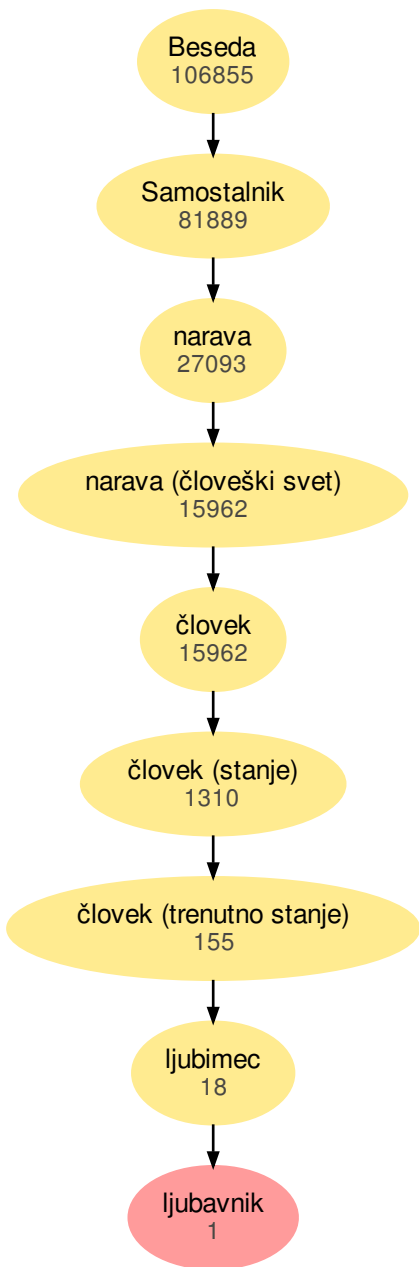 Beseda
106855
Samostalnik
81889
narava
27093
narava (človeški svet)
15962
človek
15962
človek (stanje)
1310
človek (trenutno stanje)
155
ljubimec
18
ljubavnik
1